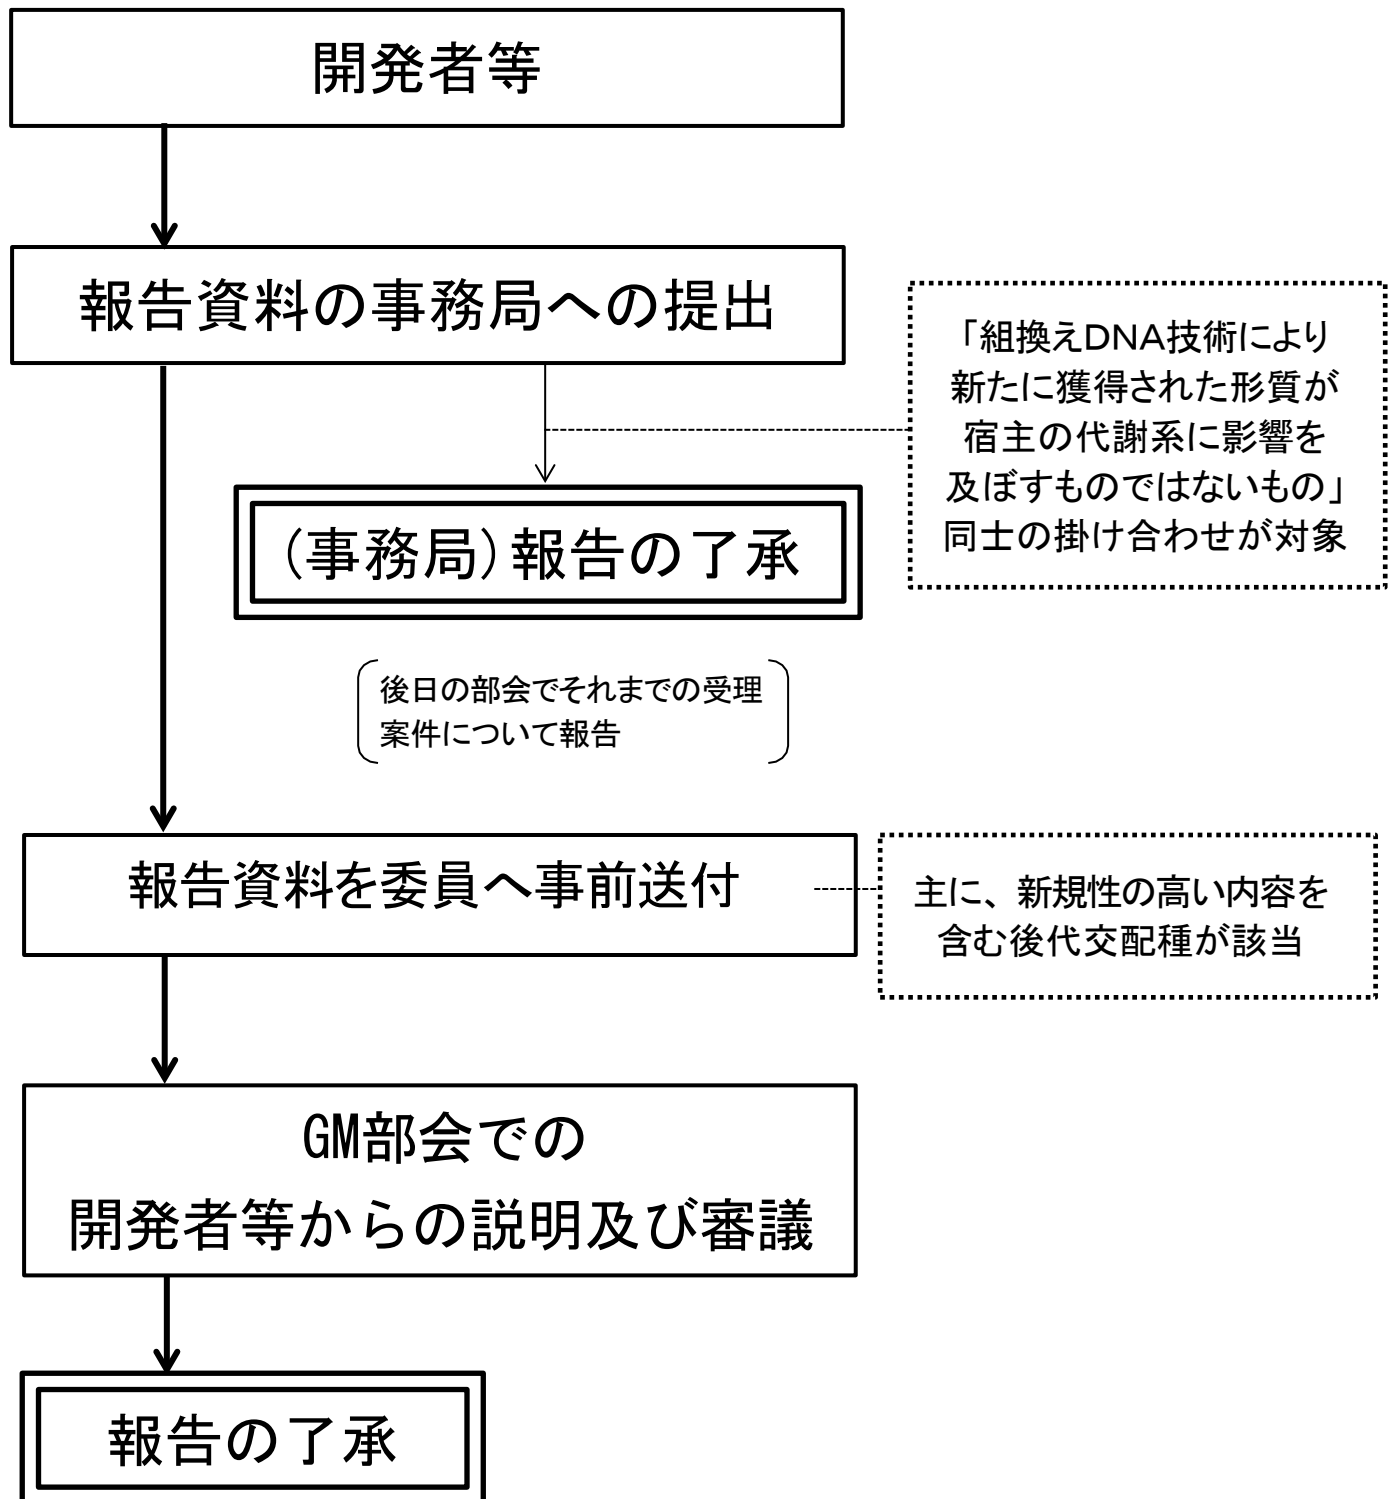 開発者等
報告資料の事務局への提出
「組換えDNA技術により
新たに獲得された形質が
宿主の代謝系に影響を
及ぼすものではないもの」
同士の掛け合わせが対象
(事務局)報告の了承
後日の部会でそれまでの受理
案件について報告
報告資料を委員へ事前送付
主に、新規性の高い内容を
含む後代交配種が該当
GM部会での
開発者等からの説明及び審議
報告の了承